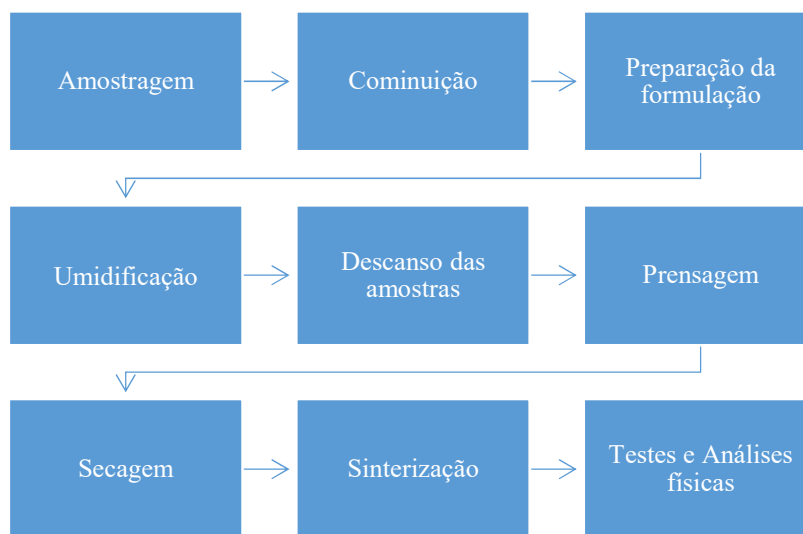 Amostragem
Cominuição
Preparação da
formulação
Umidificação
Descanso das
amostras
Prensagem
Secagem
Sinterização
Testes e Análises
físicas